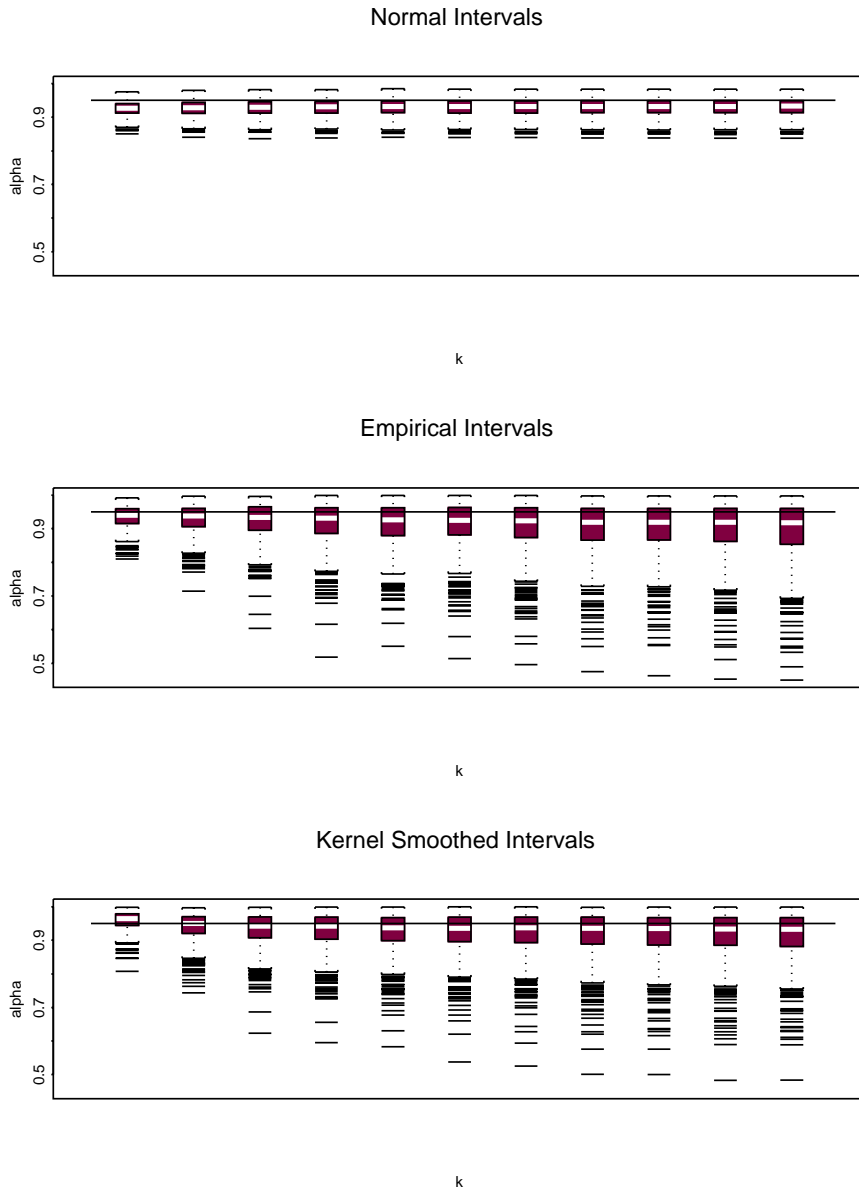 Normal Intervals
0.9
0.7
0.5
alpha
k
Empirical Intervals
0.9
0.7
0.5
alpha
k
Kernel Smoothed Intervals
0.9
0.7
0.5
alpha
k